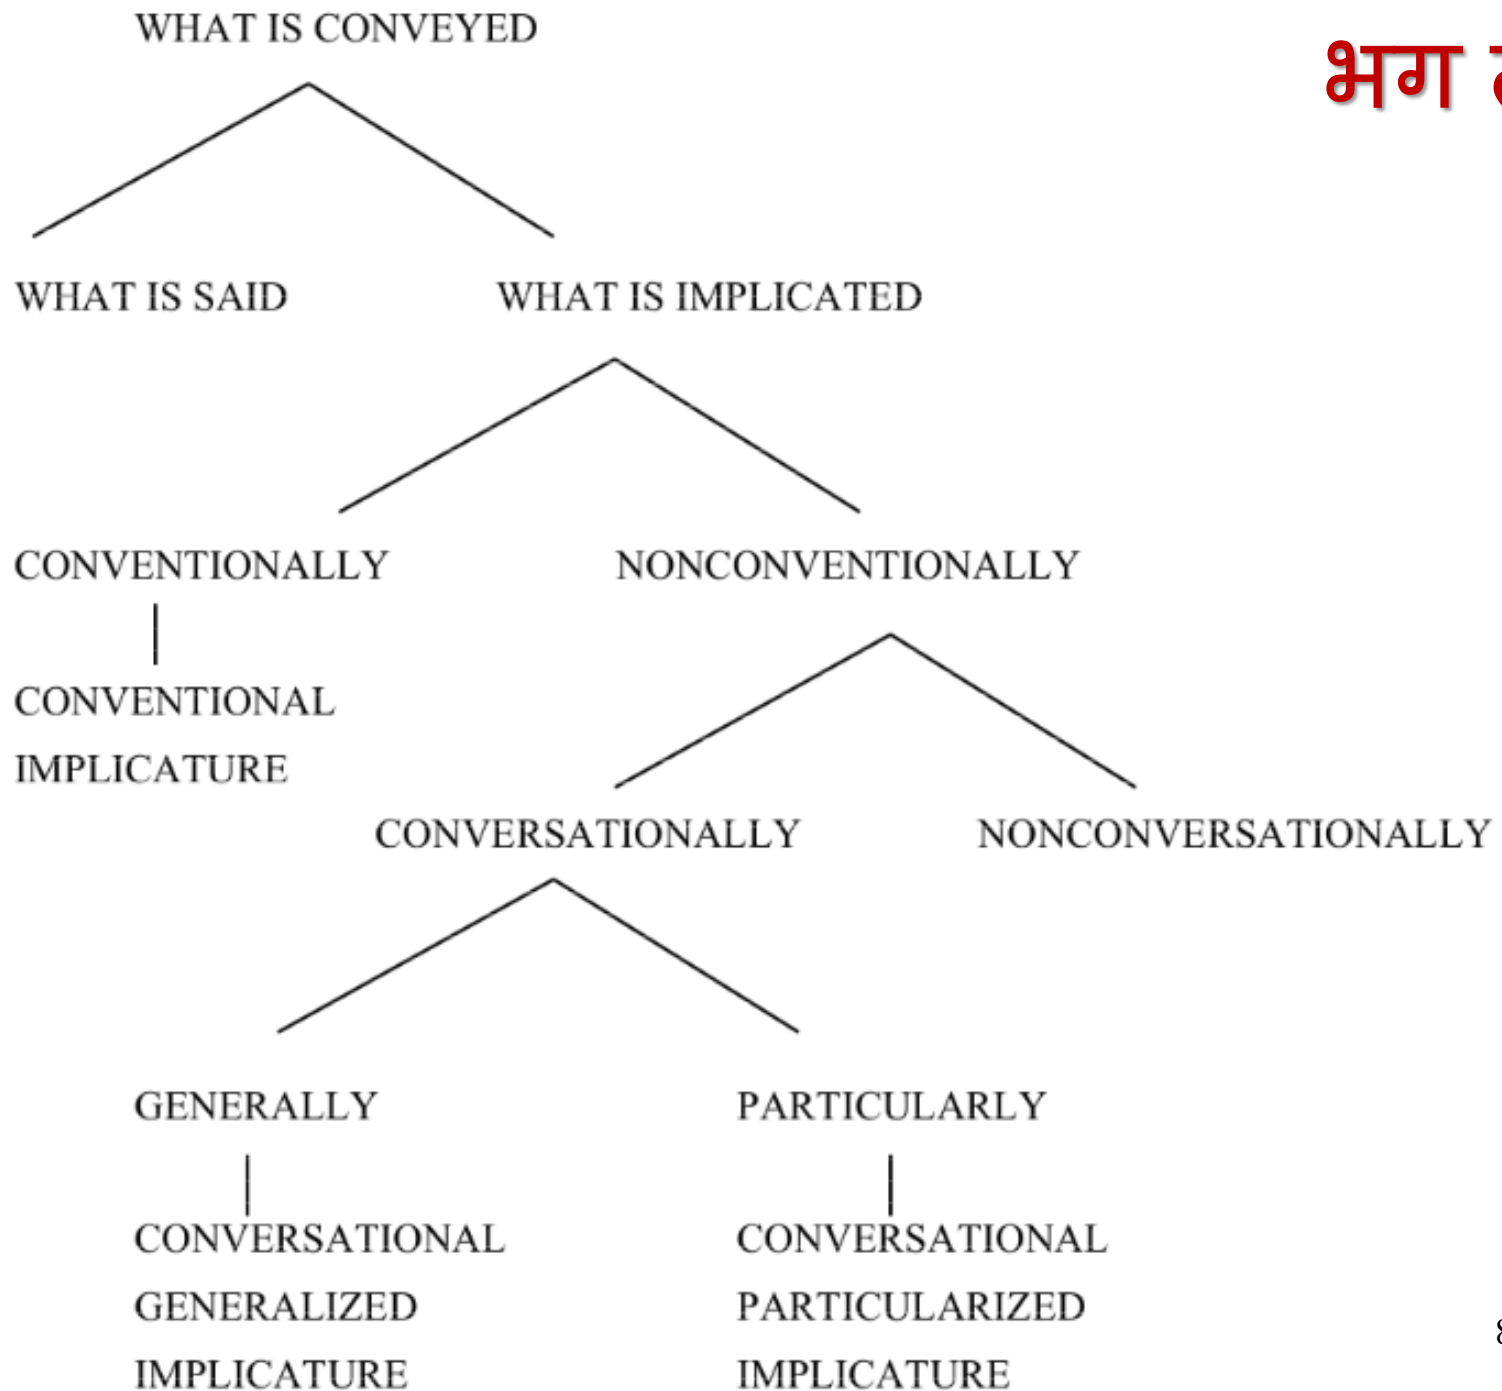 WHAT IS CONVEYED
भग
WHAT IS SAID WHAT IS IMPLICATED
CONVENTIONALLY NONCONVENTIONALLY
CONVENTIONAL
IMPLICATURE
CONVERSATIONALLY NONCONVERSATIONALLY
GENERALLY PARTICULARLY
CONVERSATIONAL CONVERSATIONAL
GENERALIZED PARTICULARIZED
IMPLICATURE IMPLICATURE